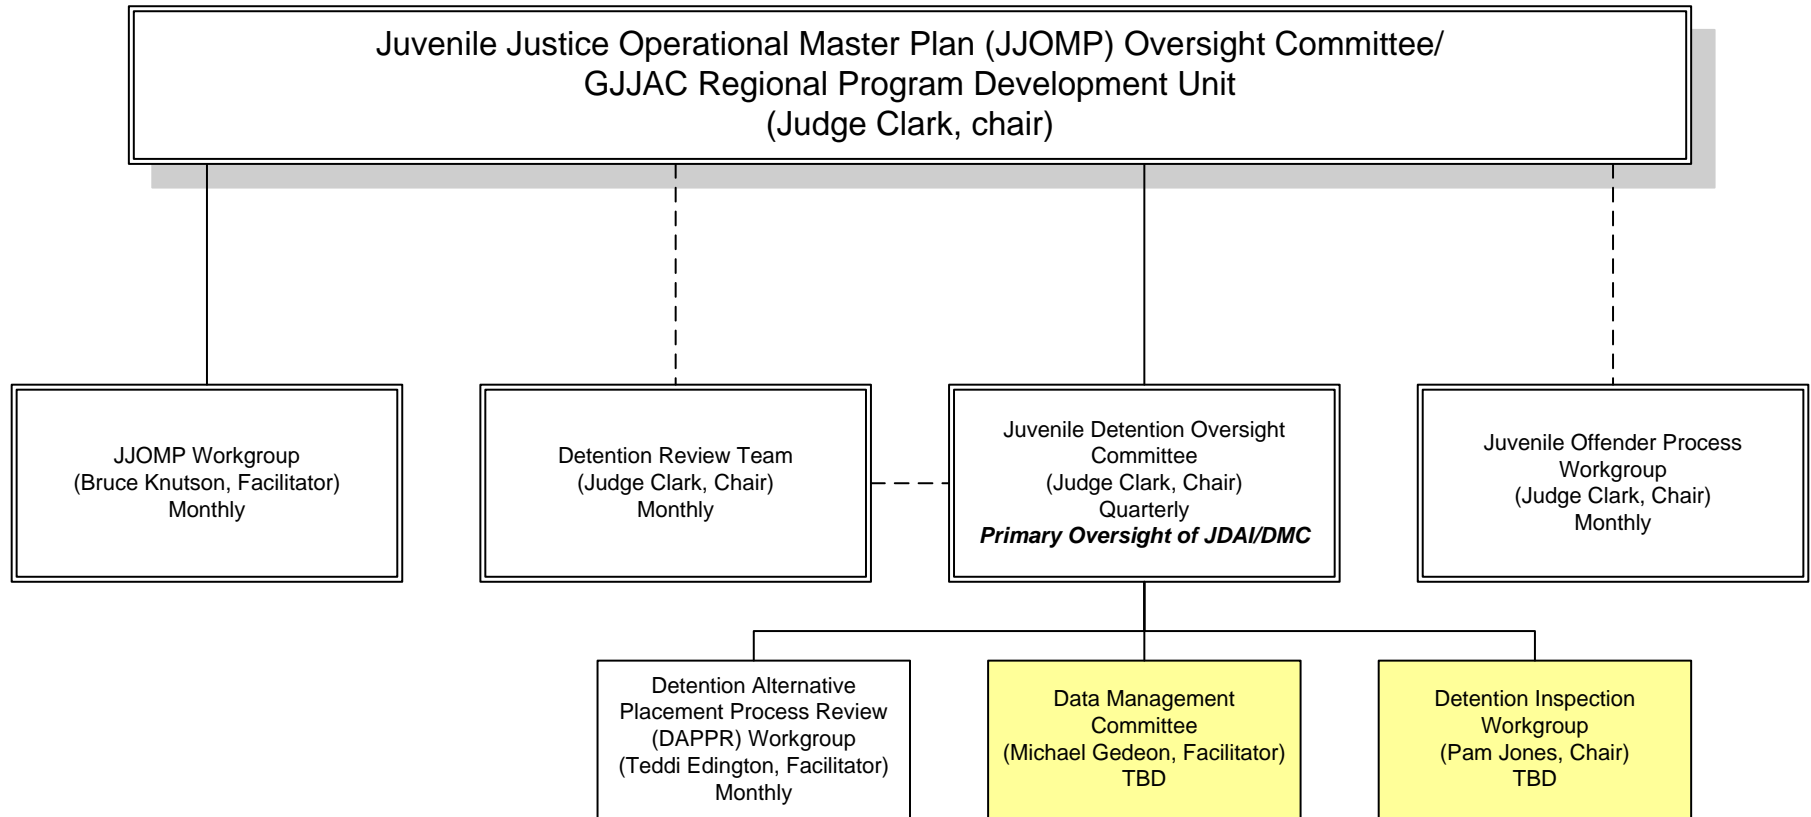 Juvenile Justice Operational Master Plan (JJOMP) Oversight Committee/
GJJAC Regional Program Development Unit
(Judge Clark, chair)
JJOMP Workgroup
(Bruce Knutson, Facilitator)
Monthly
Detention Review Team
(Judge Clark, Chair)
Monthly
Juvenile Detention Oversight
Committee
(Judge Clark, Chair)
Quarterly
Primary Oversight of JDAI/DMC
Juvenile Offender Process
Workgroup
(Judge Clark, Chair)
Monthly
Detention Alternative
Placement Process Review
(DAPPR) Workgroup
(Teddi Edington, Facilitator)
Monthly
Data Management
Committee
(Michael Gedeon, Facilitator)
TBD
Detention Inspection
Workgroup
(Pam Jones, Chair)
TBD